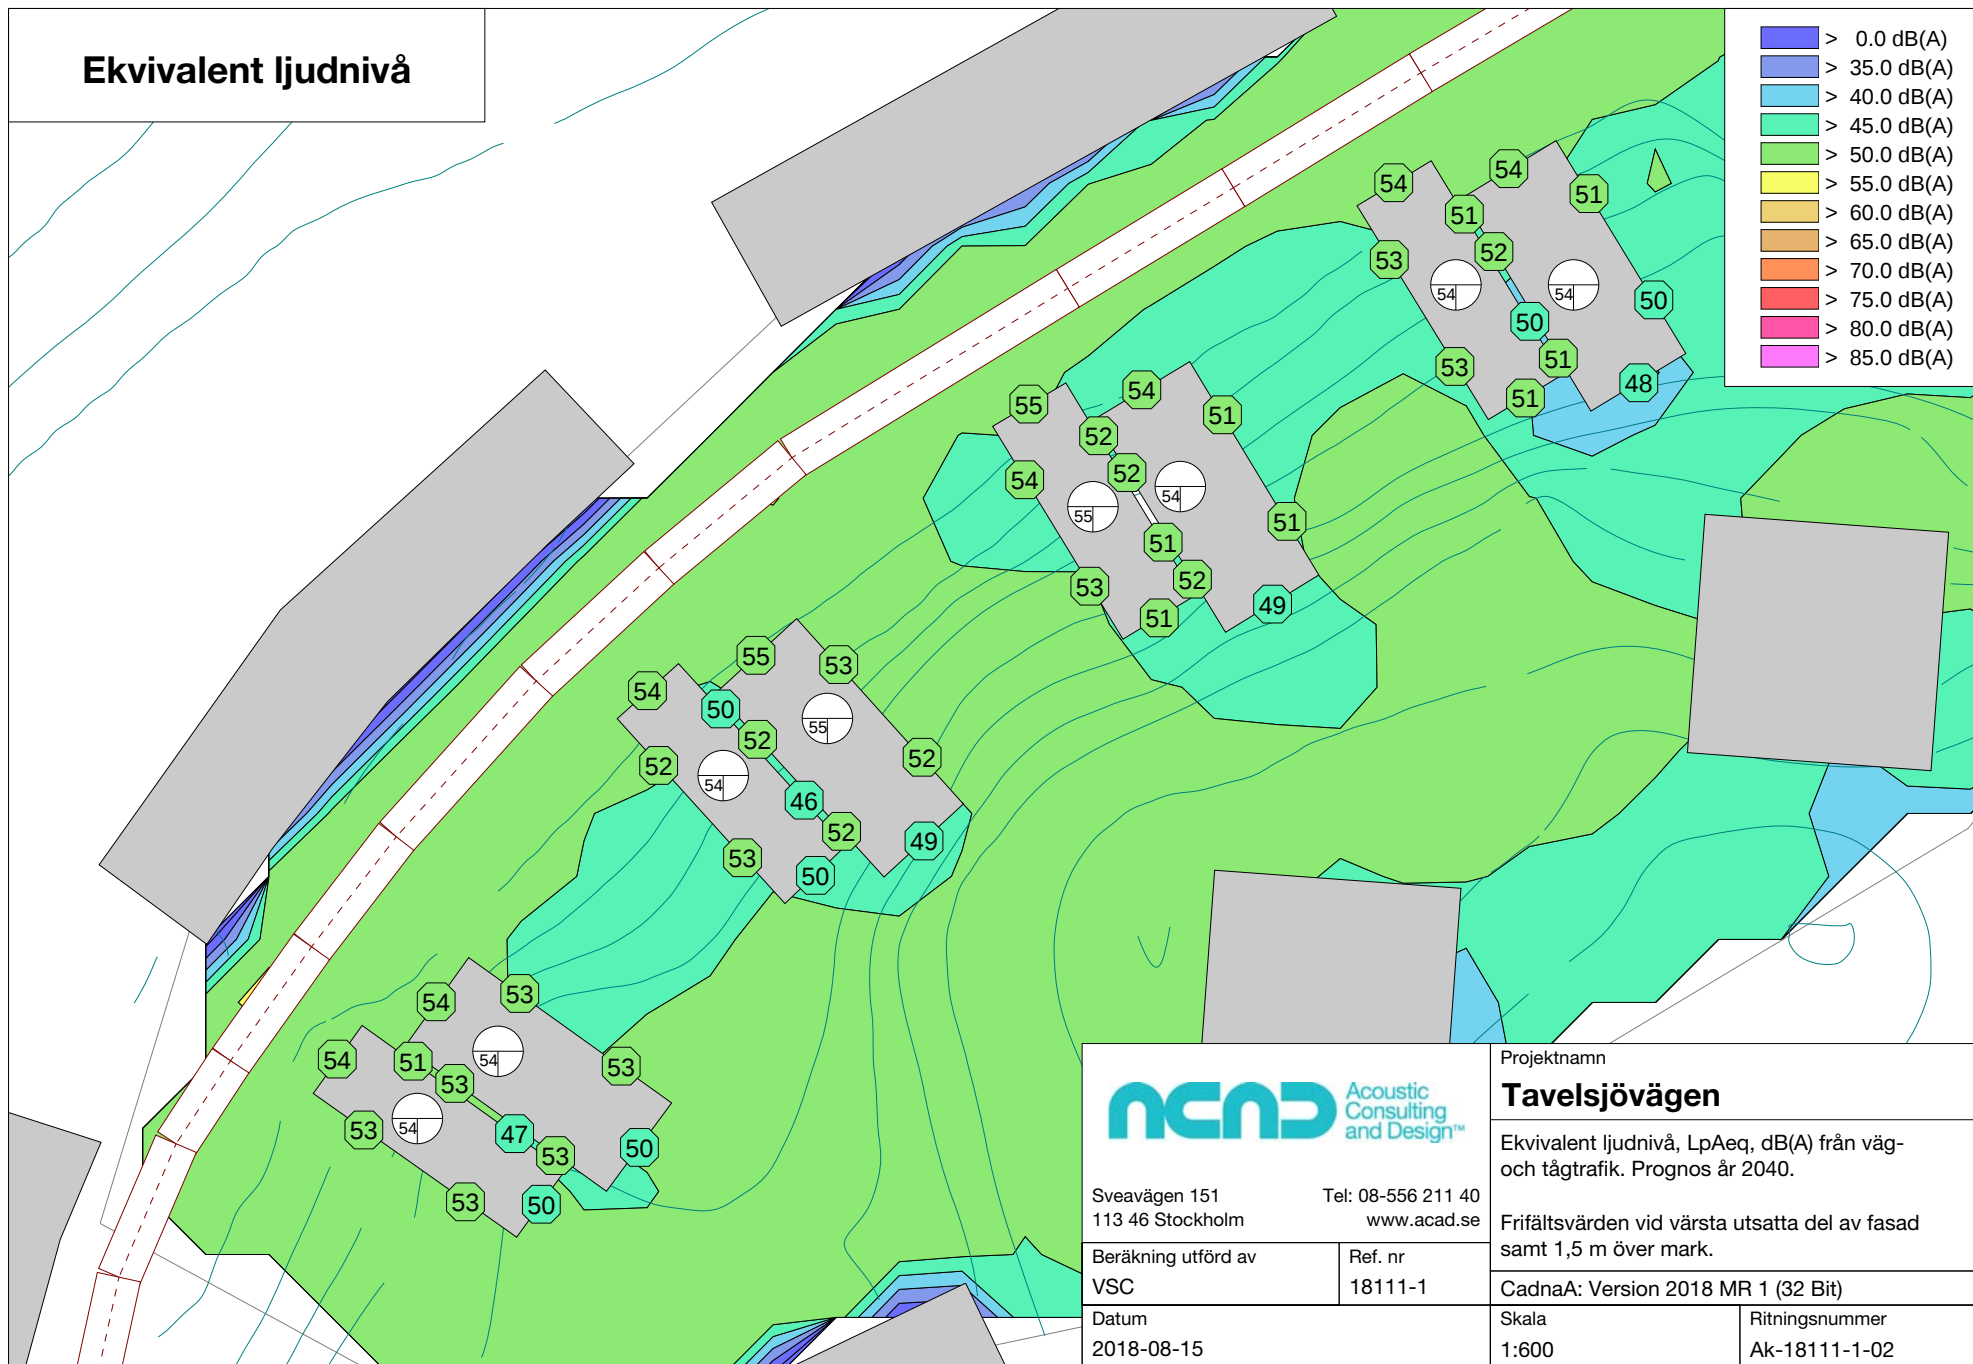 Ekvivalent ljudnivå
> 0.0 dB(A)
> 35.0 dB(A)
> 40.0 dB(A)
> 45.0 dB(A)
> 50.0 dB(A)
> 55.0 dB(A)
> 60.0 dB(A)
> 65.0 dB(A)
> 70.0 dB(A)
> 75.0 dB(A)
> 80.0 dB(A)
> 85.0 dB(A)
54
54
51
51
52
53
54
54
50
50
51
53
48
51
55
54
51
52
52
54
54
55
51
51
53
52
49
51
55
53
54
50
55
52
52
52
54
46
52
49
53
50
53
54
54
54
51
53
53
54
53
47
53
50
53
50
ACAD
Acoustic
Consulting
and Design™
Sveavägen 151
Tel: 08-556 211 40
113 46 Stockholm
www.acad.se
Beräkning utförd av
VSC
Ref. nr
18111-1
Datum
2018-08-15
Projektnamn
Tavelsjövägen
Ekvivalent ljudnivå, LpAeq, dB(A) från väg-
och tågtrafik. Prognos år 2040.
Frifältsvärden vid värsta utsatta del av fasad
samt 1,5 m över mark.
CadnaA: Version 2018 MR 1 (32 Bit)
Skala
1:600
Ritningsnummer
Ak-18111-1-02